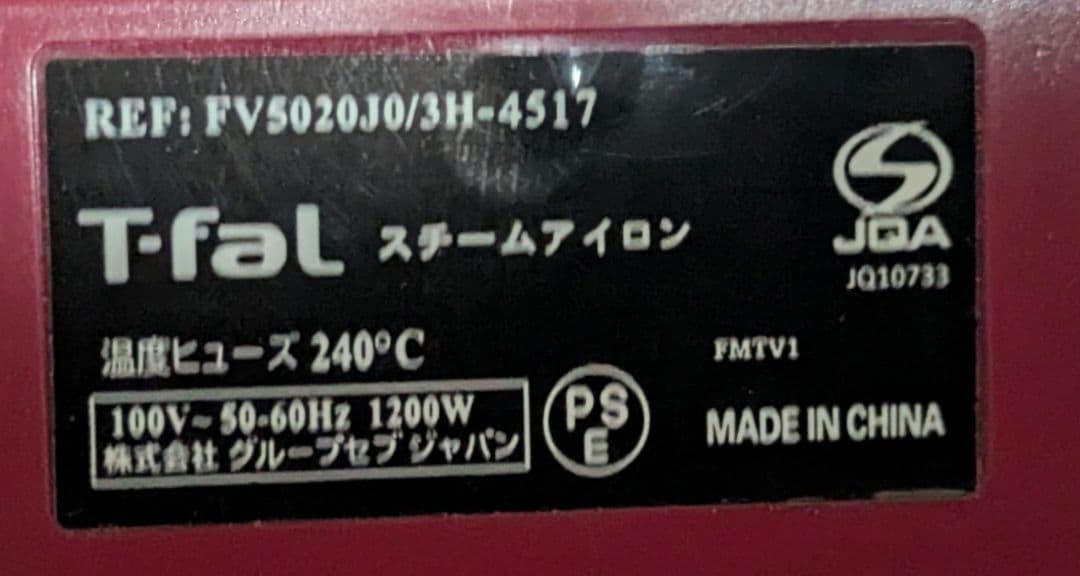 REF: FV5020J0/3H-4517
T-fal スチームアイロン
JQA
JQ10733
温度ヒューズ 240°C
FMTV1
100V~ 50-60Hz 1200W
株式会社 グループセブ ジャパン
PS
E
MADE IN CHINA